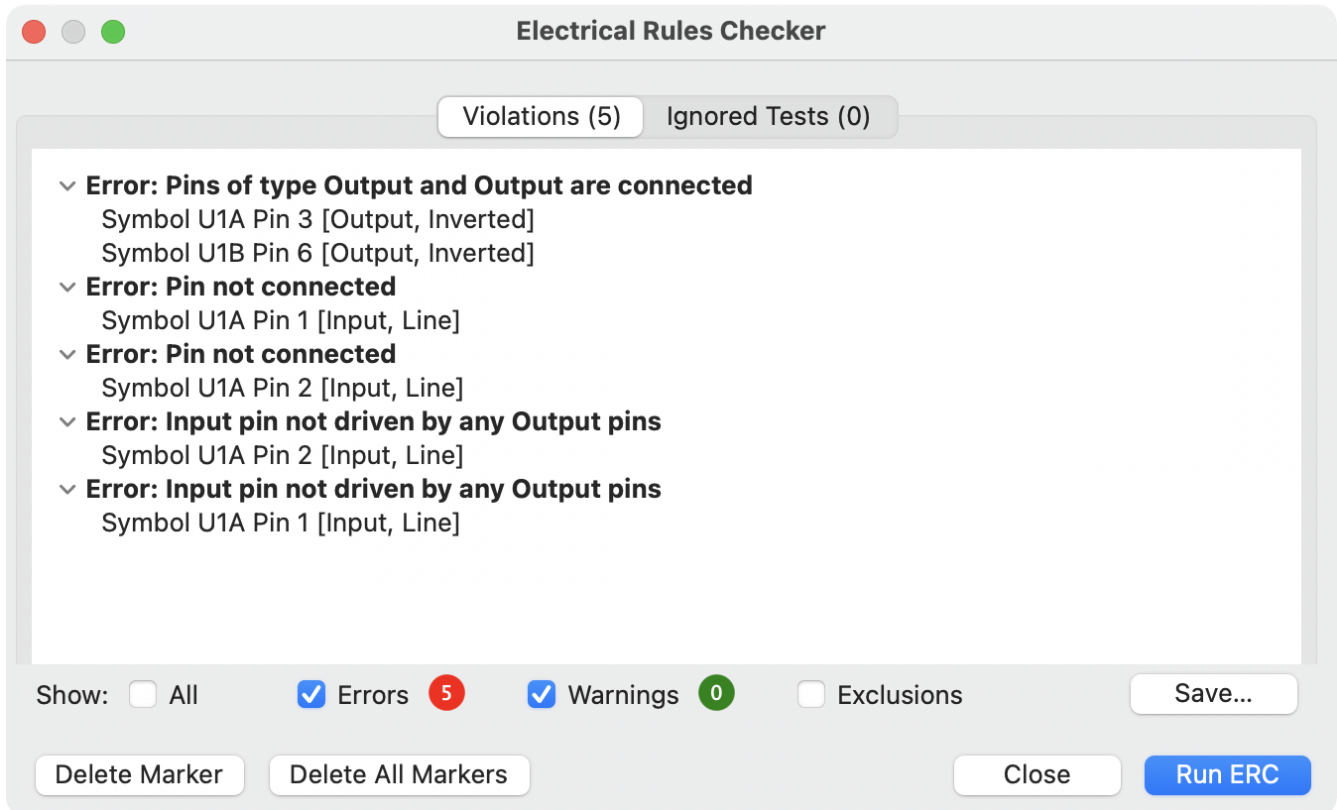 Electrical Rules Checker
Violations (5) Ignored Tests (0)
Error: Pins of type Output and Output are connected
Symbol U1A Pin 3 [Output, Inverted]
Symbol U1B Pin 6 [Output, Inverted]
Error: Pin not connected
Symbol U1A Pin 1 [Input, Line]
Error: Pin not connected
Symbol U1A Pin 2 [Input, Line]
Error: Input pin not driven by any Output pins
Symbol U1A Pin 2 [Input, Line]
Error: Input pin not driven by any Output pins
Symbol U1A Pin 1 [Input, Line]
Show: All Errors 5 Warnings 0 Exclusions Save...
Delete Marker Delete All Markers Close Run ERC